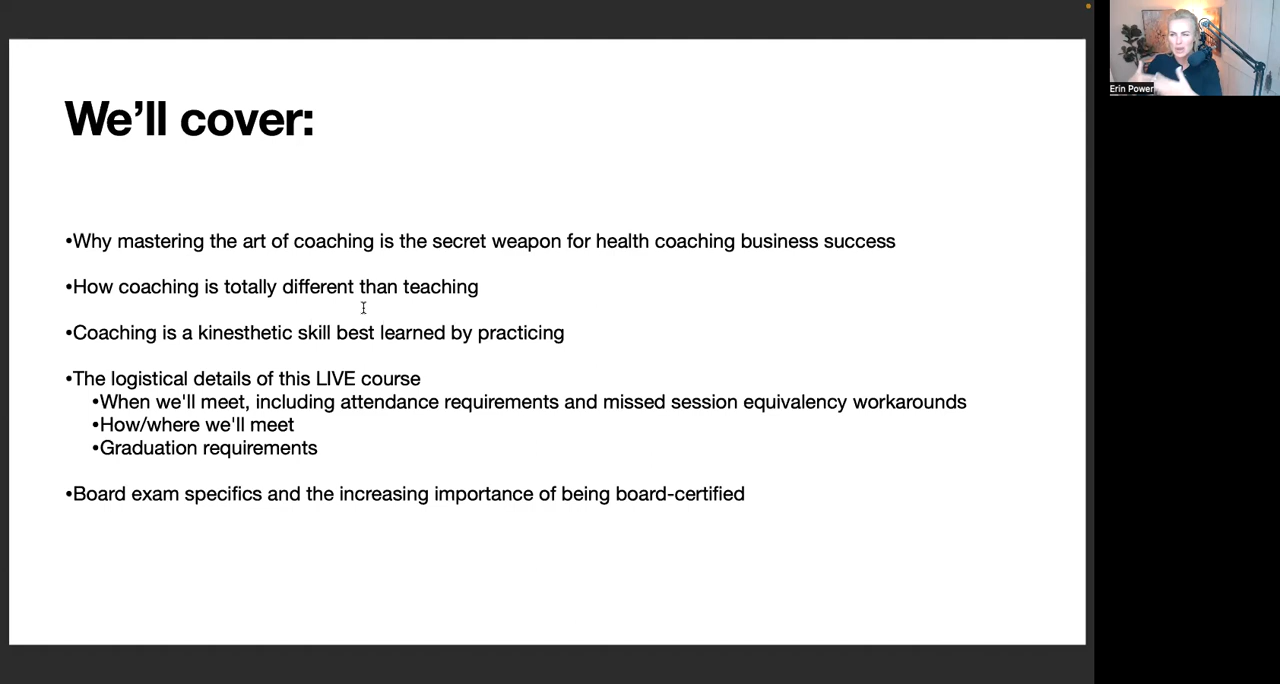 We’ll cover:
•Why mastering the art of coaching is the secret weapon for health coaching business success
•How coaching is totally different than teaching
•Coaching is a kinesthetic skill best learned by practicing
•The logistical details of this LIVE course
•When we'll meet, including attendance requirements and missed session equivalency workarounds
•How/where we'll meet
•Graduation requirements
•Board exam specifics and the increasing importance of being board-certified
Erin Power